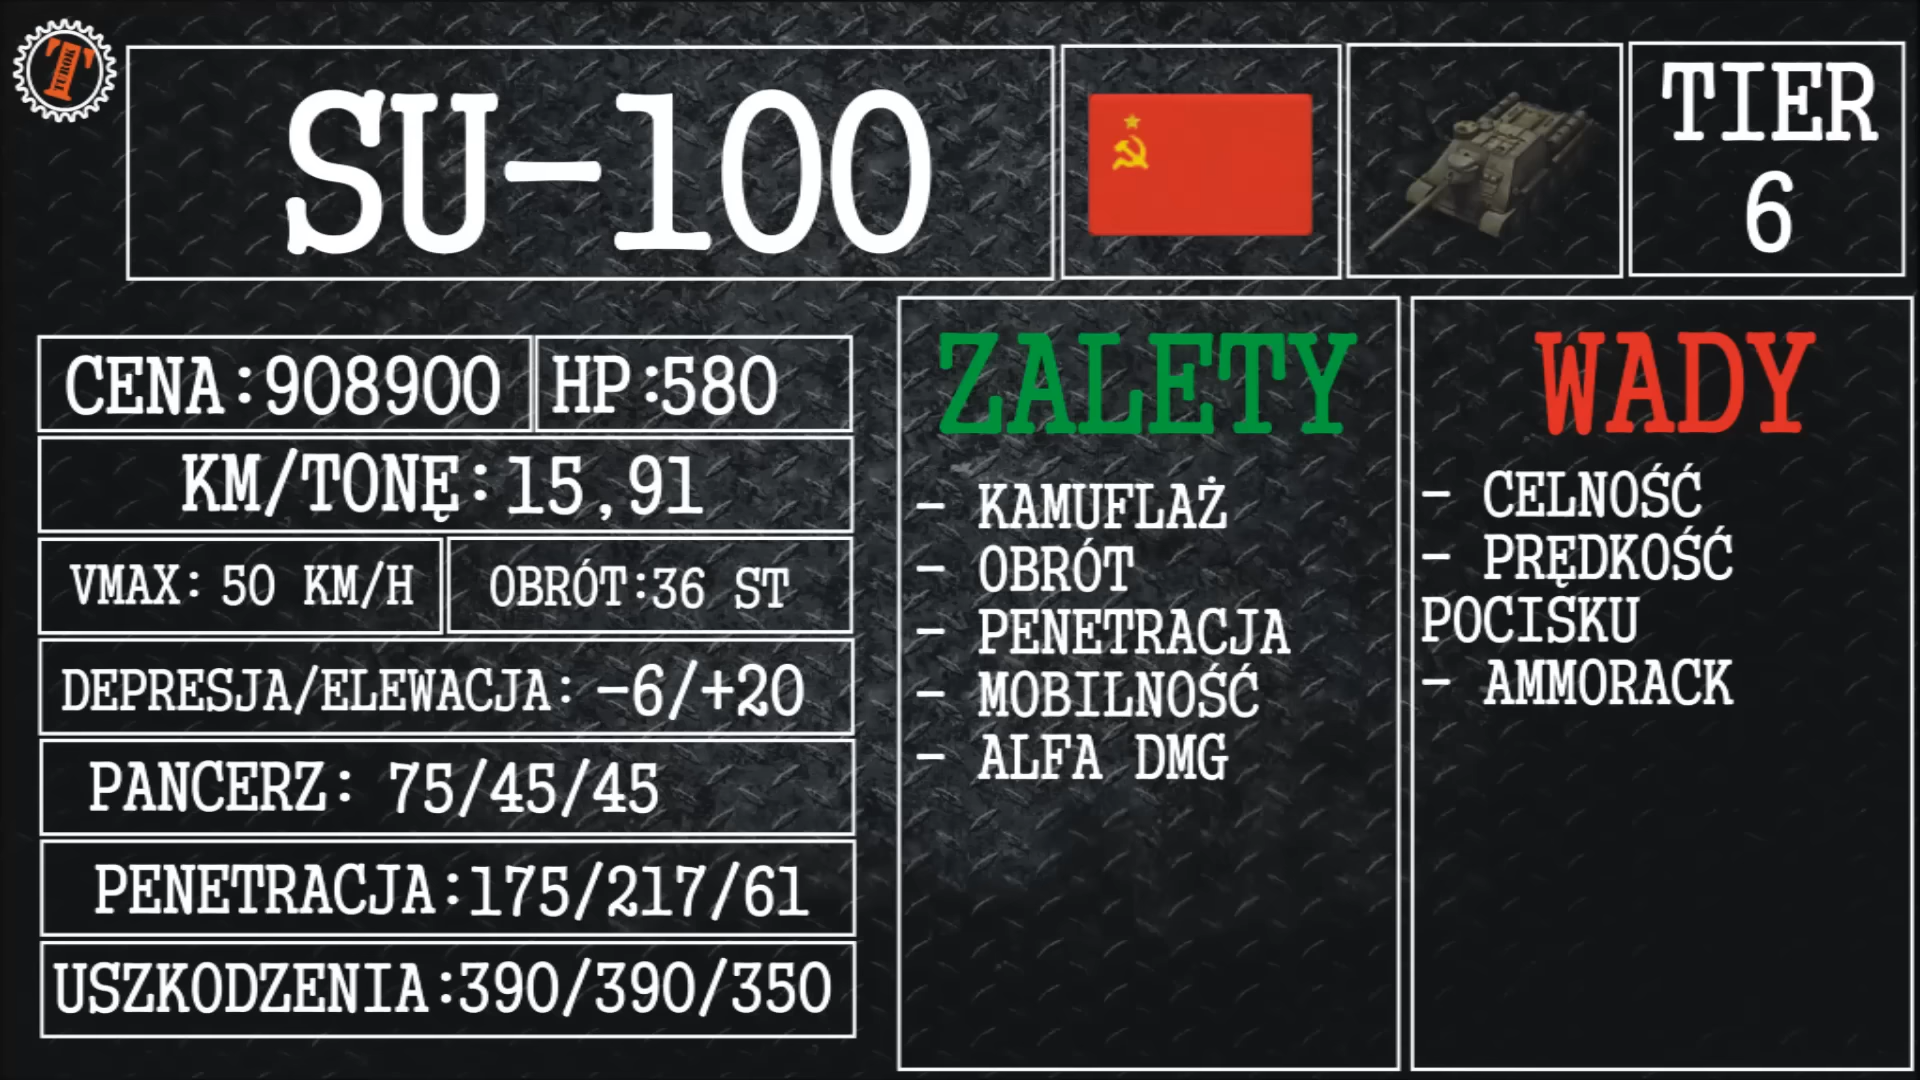 T
TUROK
SU-100
TIER
6
CENA:908900
HP:580
KM/TONĘ:15,91
VMAX: 50 KM/H
OBRÓT:36 ST
DEPRESJA/ELEWACJA: -6/+20
PANCERZ: 75/45/45
PENETRACJA:175/217/61
USZKODZENIA:390/390/350
ZALETY
- KAMUFLAŻ
- OBRÓT
- PENETRACJA
- MOBILNOŚĆ
- ALFA DMG
WADY
- CELNOŚĆ
- PRĘDKOŚĆ
POCISKU
- AMMORACK